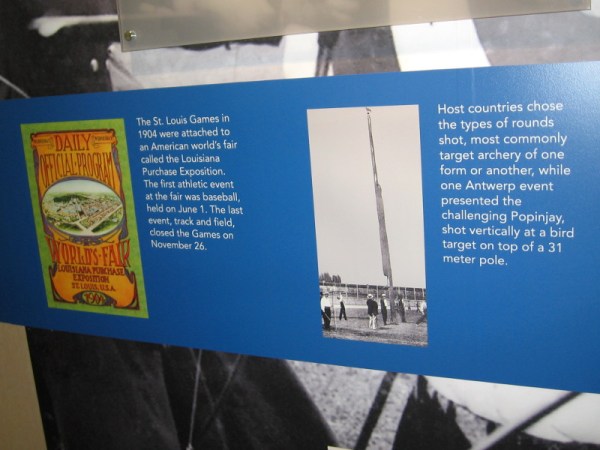 DAILY
OFFICIAL PROGRAM
WORLD'S FAIR
LOUISIANA PURCHASE
EXPOSITION
ST. LOUIS, U.S.A.
1904
The St. Louis Games in
1904 were attached to
an American world's fair
called the Louisiana
Purchase Exposition.
The first athletic event
at the fair was baseball,
held on June 1. The last
event, track and field,
closed the Games on
November 26.
Host countries chose
the types of rounds
shot, most commonly
target archery of one
form or another, while
one Antwerp event
presented the
challenging Popinjay,
shot vertically at a bird
target on top of a 31
meter pole.